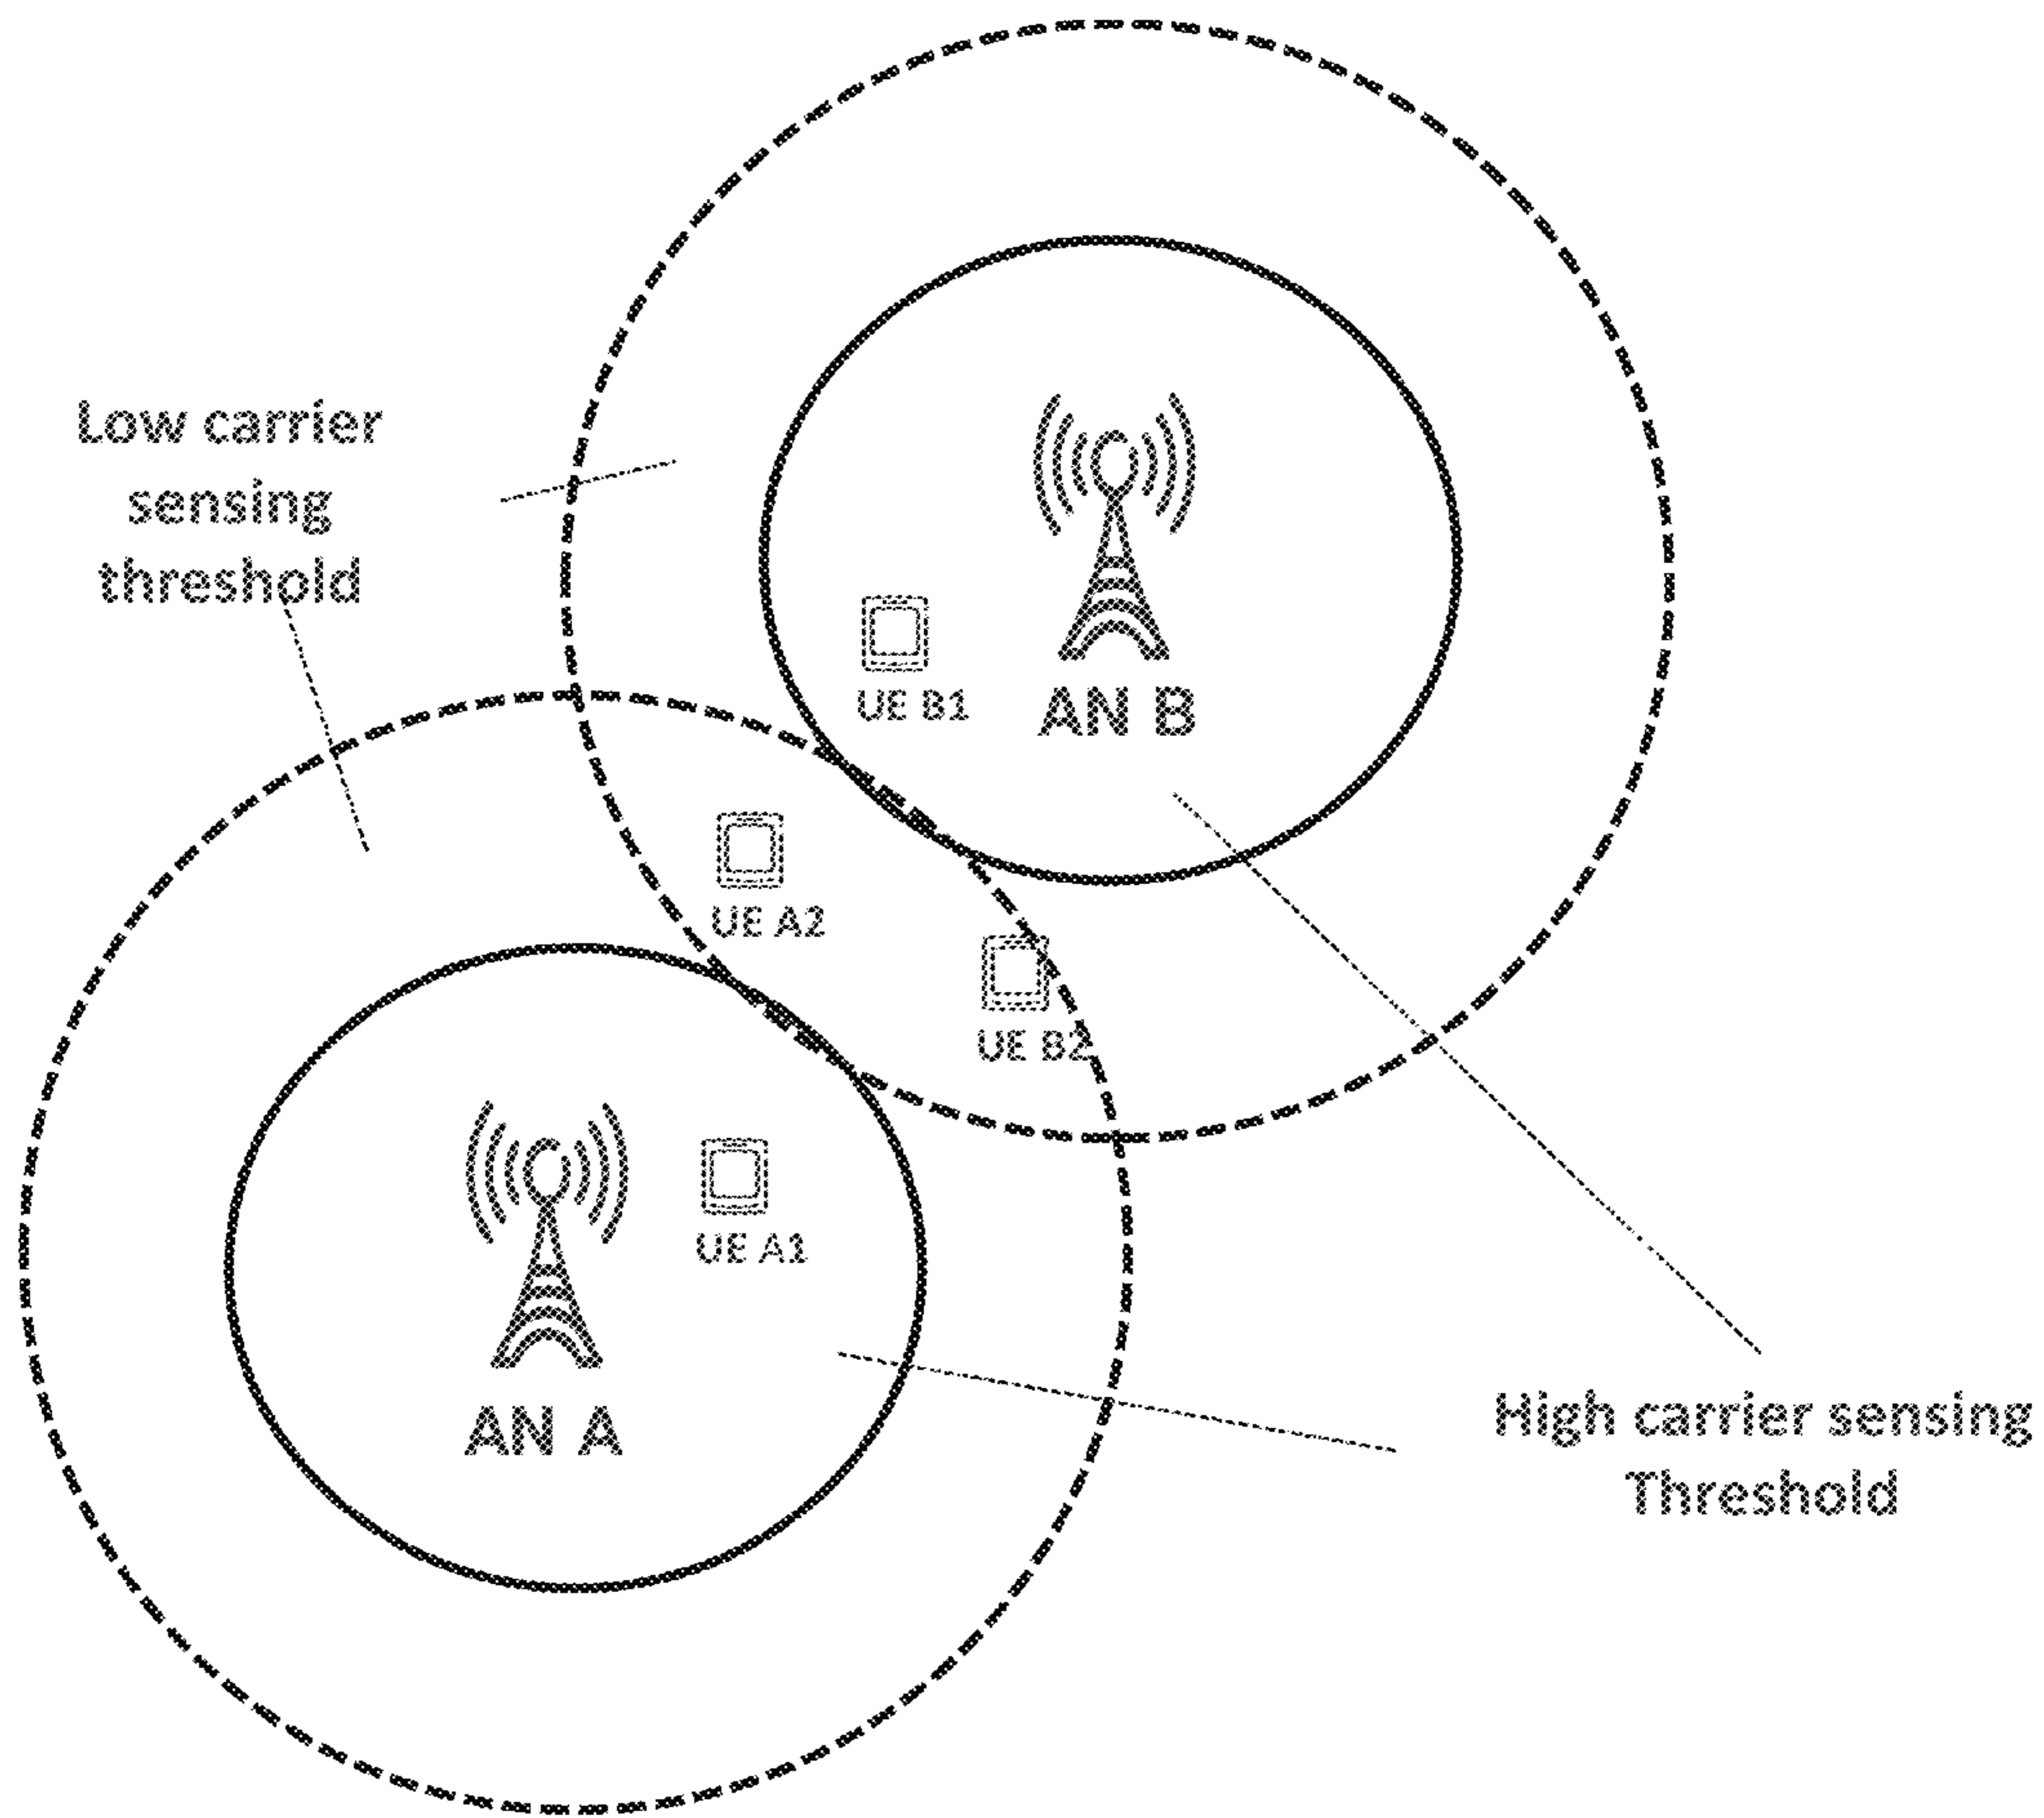 Low carrier
sensing
threshold
UE B1
AN B
UE A2
UE B2
UE A1
AN A
High carrier sensing
Threshold